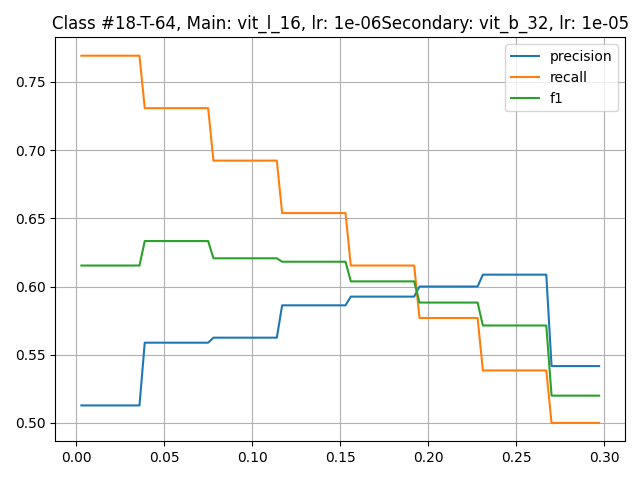 Class #18-T-64, Main: vit_l_16, lr: 1e-06Secondary: vit_b_32, lr: 1e-05
precision
recall
f1
0.75
0.70
0.65
0.60
0.55
0.50
0.00 0.05 0.10 0.15 0.20 0.25 0.30